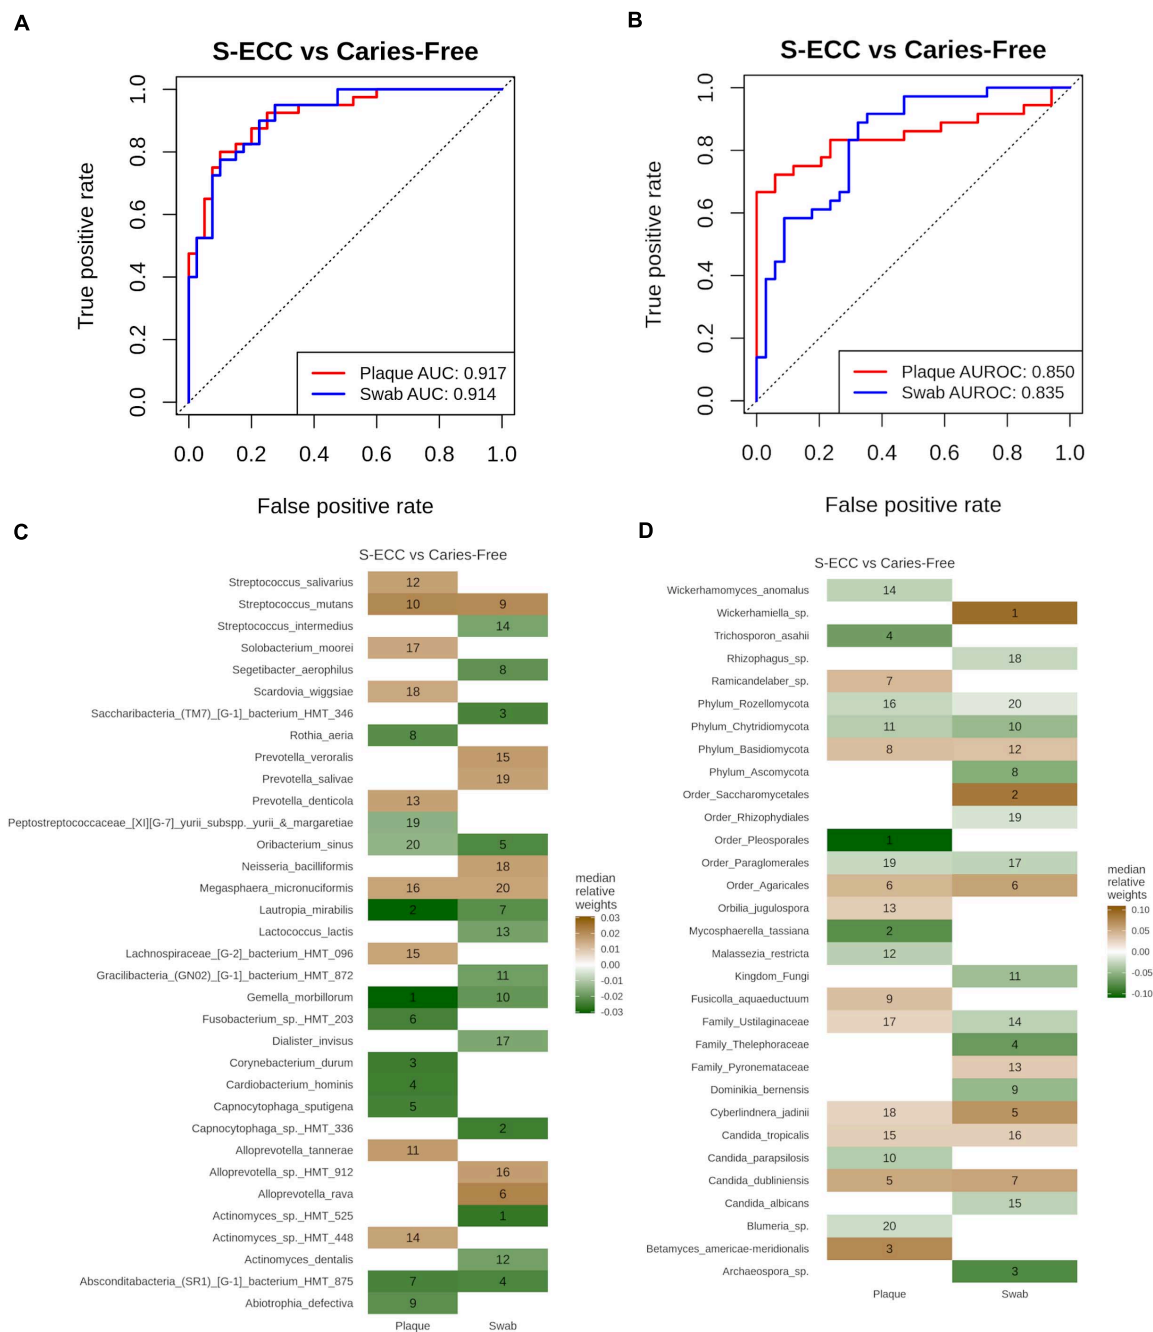 A
S-ECC vs Caries-Free
True positive rate
1.0
0.8
0.6
0.4
0.2
0.0
Plaque AUC: 0.917
Swab AUC: 0.914
0.0 0.2 0.4 0.6 0.8 1.0
False positive rate
B
S-ECC vs Caries-Free
True positive rate
1.0
0.8
0.6
0.4
0.2
0.0
Plaque AUROC: 0.850
Swab AUROC: 0.835
0.0 0.2 0.4 0.6 0.8 1.0
False positive rate
C
S-ECC vs Caries-Free
Streptococcus_salivarius 12
Streptococcus_mutans 10 9
Streptococcus_intermedius 14
Solobacterium_moorei 17
Segetibacter_aerophilus 8
Scardovia_wiggsiae 18
Saccharibacteria_(TM7)_[G-1]_bacterium_HMT_346 3
Rothia_aeria 8
Prevotella_veroralis 15
Prevotella_salivae 19
Prevotella_denticola 13
Peptostreptococcaceae_[XI][G-7]_yurii_subspp._yurii_&_margaretiae 19
Oribacterium_sinus 20 5
Neisseria_bacilliformis 18
Megasphaera_micronuciformis 16 20
Lautropia_mirabilis 2 7
Lactococcus_lactis 13
Lachnospiraceae_[G-2]_bacterium_HMT_096 15
Gracilibacteria_(GN02)_[G-1]_bacterium_HMT_872 11
Gemella_morbillorum 1 10
Fusobacterium_sp._HMT_203 6
Dialister_invisus 17
Corynebacterium_durum 3
Cardiobacterium_hominis 4
Capnocytophaga_sputigena 5
Capnocytophaga_sp._HMT_336 2
Alloprevotella_tannerae 11
Alloprevotella_sp._HMT_912 16
Alloprevotella_rava 6
Actinomyces_sp._HMT_525 1
Actinomyces_sp._HMT_448 14
Actinomyces_dentalis 12
Absconditabacteria_(SR1)_[G-1]_bacterium_HMT_875 7 4
Abiotrophia_defectiva 9
Plaque Swab
median
relative
weights
0.03
0.02
0.01
0.00
-0.01
-0.02
-0.03
D
S-ECC vs Caries-Free
Wickerhamomyces_anomalus 14
Wickerhamiella_sp. 1
Trichosporon_asahii 4
Rhizophagus_sp. 18
Ramicandelaber_sp. 7
Phylum_Rozellomycota 16 20
Phylum_Chytridiomycota 11 10
Phylum_Basidiomycota 8 12
Phylum_Ascomycota 8
Order_Saccharomycetales 2
Order_Rhizophydiales 19
Order_Pleosporales 1
Order_Paraglomerales 19 17
Order_Agaricales 6 6
Orbilia_jugulospora 13
Mycosphaerella_tassiana 2
Malassezia_restricta 12
Kingdom_Fungi 11
Fusicolla_aquaeductuum 9
Family_Ustilaginaceae 17 14
Family_Thelephoraceae 4
Family_Pyronemataceae 13
Dominikia_bernensis 9
Cyberlindnera_jadinii 18 5
Candida_tropicalis 15 16
Candida_parapsilosis 10
Candida_dubliniensis 5 7
Candida_albicans 15
Blumeria_sp. 20
Betamyces_americae-meridionalis 3
Archaeospora_sp. 3
Plaque Swab
median
relative
weights
0.10
0.05
0.00
-0.05
-0.10